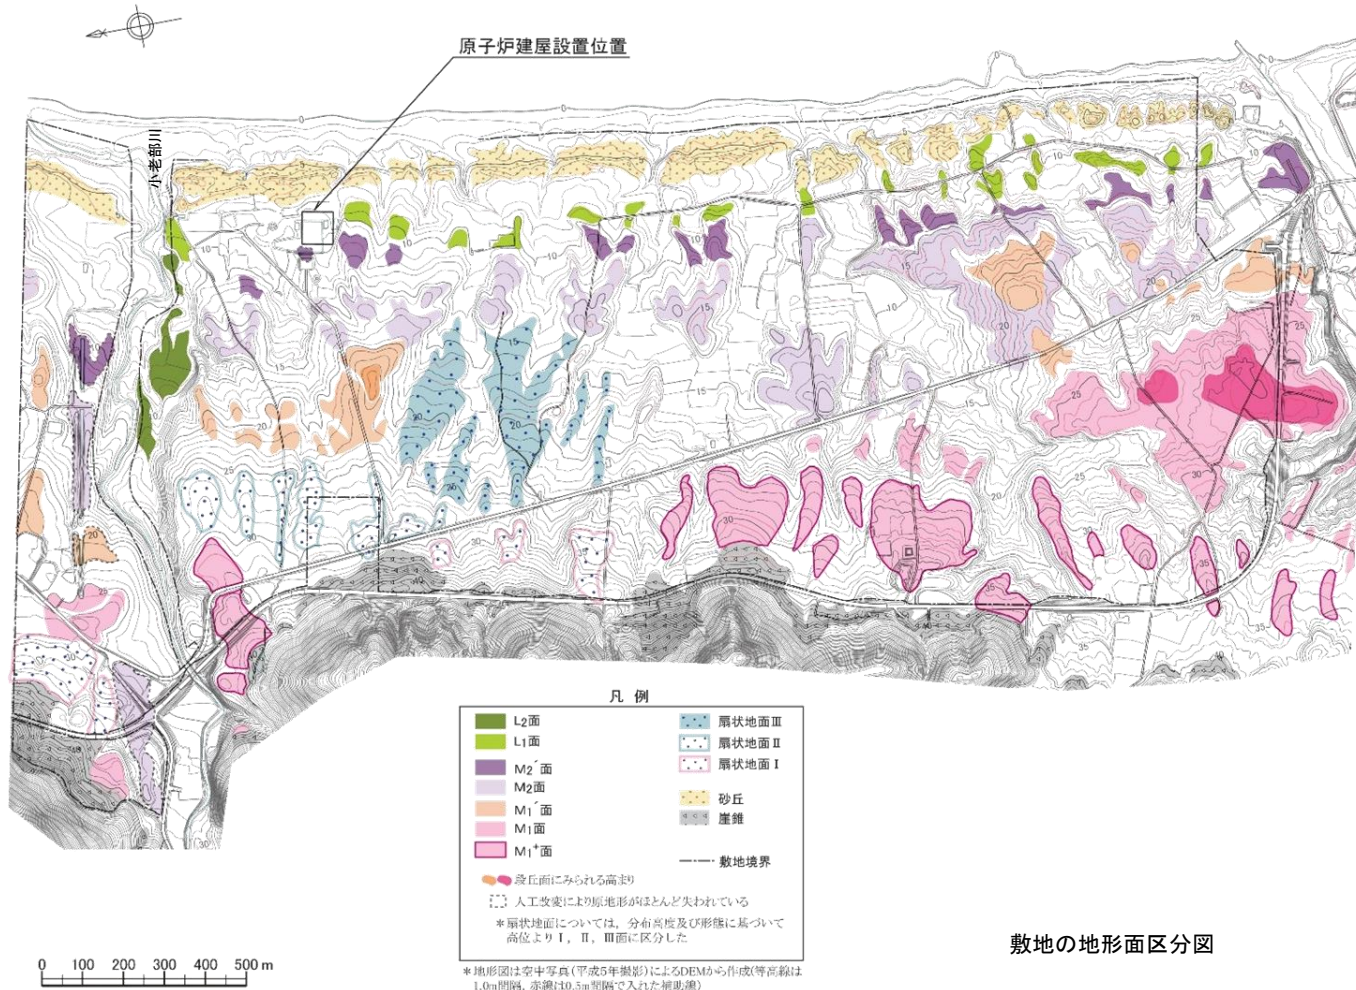 原子炉建屋設置位置
小老部川
凡 例
L2面
L1面
M2´面
M2面
M1´面
M1面
M1+面
扇状地面Ⅲ
扇状地面Ⅱ
扇状地面Ⅰ
砂丘
崖錐
敷地境界
段丘面にみられる高まり
人工改変により原地形がほとんど失われている
*扇状地面については,分布高度及び形態に基づいて
高位よりⅠ,Ⅱ,Ⅲ面に区分した
0 100 200 300 400 500 m
*地形図は空中写真(平成5年撮影)によるDEMから作成(等高線は
1.0m間隔,赤線は0.5m間隔で入れた補助線)
敷地の地形面区分図